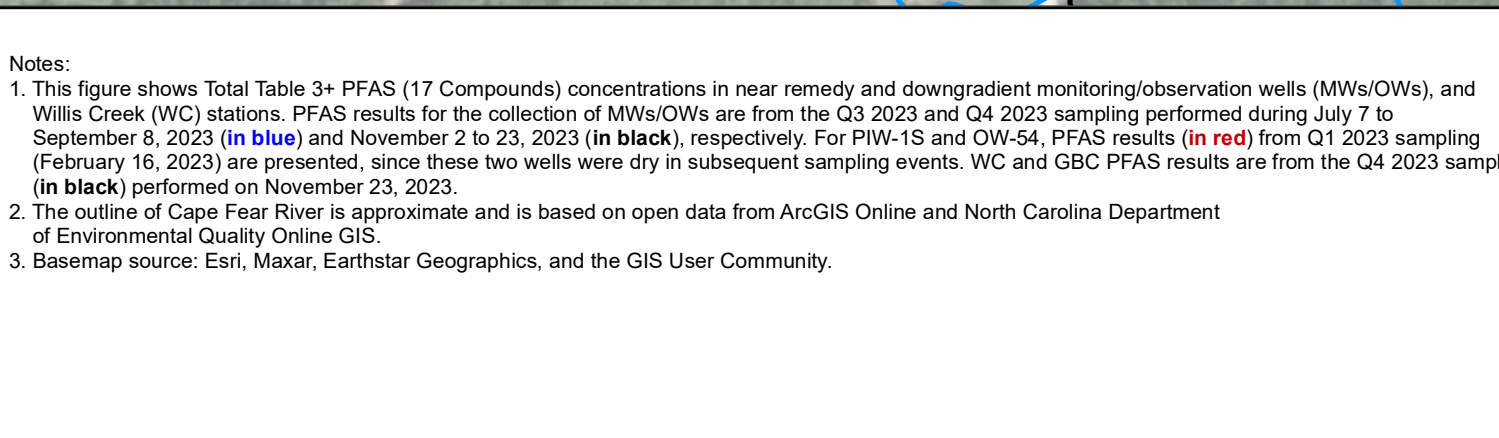 Notes:
1. This figure shows Total Table 3+ PFAS (17 Compounds) concentrations in near remedy and downgradient monitoring/observation wells (MWs/OWs), and
Willis Creek (WC) stations. PFAS results for the collection of MWs/OWs are from the Q3 2023 and Q4 2023 sampling performed during July 7 to
September 8, 2023 (in blue) and November 2 to 23, 2023 (in black), respectively. For PIW-1S and OW-54, PFAS results (in red) from Q1 2023 sampling
(February 16, 2023) are presented, since these two wells were dry in subsequent sampling events. WC and GBC PFAS results are from the Q4 2023 sampl
(in black) performed on November 23, 2023.
2. The outline of Cape Fear River is approximate and is based on open data from ArcGIS Online and North Carolina Department
of Environmental Quality Online GIS.
3. Basemap source: Esri, Maxar, Earthstar Geographics, and the GIS User Community.